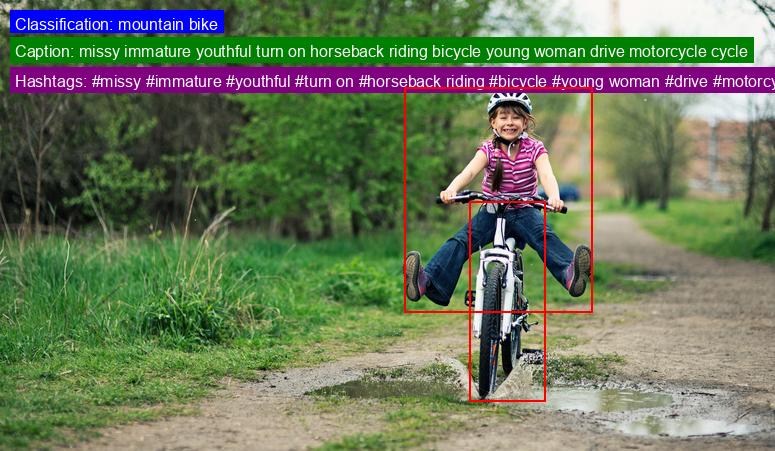 Classification: mountain bike
Caption: missy immature youthful turn on horseback riding bicycle young woman drive motorcycle cycle
Hashtags: #missy #immature #youthful #turn on #horseback riding #bicycle #young woman #drive